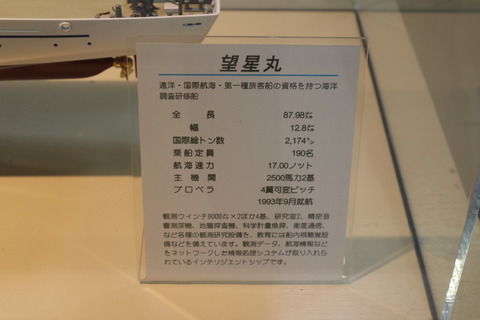 望星丸
遠洋・国際航海・第一種旅客船の資格を持つ海洋
調査研修船
全長 87.98㍍
幅 12.8㍍
国際総トン数 2,174㌧
乗船定員 190名
航海速力 17.00ノット
主機関 2500馬力2基
プロペラ 4翼可変ピッチ
1993年9月就航
観測ウィンチ8000㍍×2ほか4基、研究室2、精密音
響測深機、地層探査機、科学計量魚探、衛星通信、
など各種の観測研究設備を、教育には船内視聴覚設
備などを備えています。観測データ、航海情報など
をネットワークした情報処理システムが取り入れら
れているインテリジェントシップです。